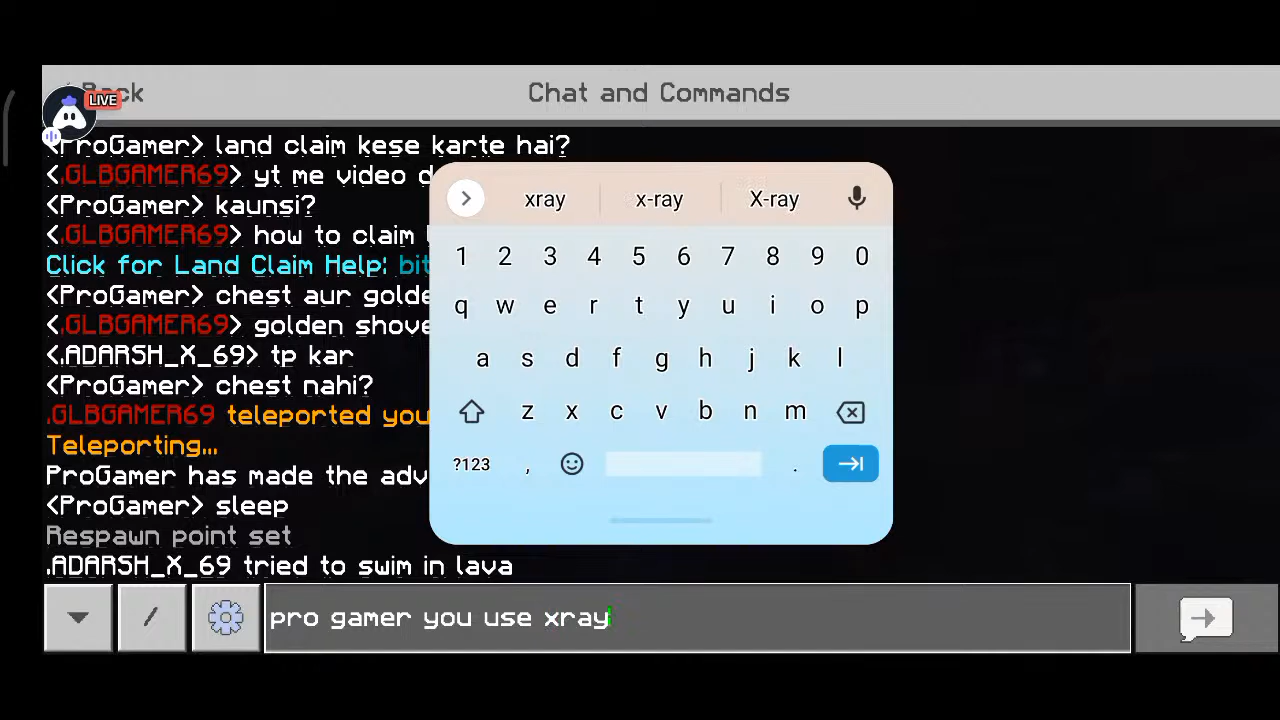 Back
LIVE
Chat and Commands
<ProGamer> land claim kese karte hai?
<.GLBGAMER69> yt me video
<ProGamer> kaunsi?
<.GLBGAMER69> how to claim
Click for Land Claim Help: bit
<ProGamer> chest aur golde
<.GLBGAMER69> golden shove
<.ADARSH_X_69> tp kar
<ProGamer> chest nahi?
.GLBGAMER69 teleported you
Teleporting...
ProGamer has made the adv
<ProGamer> sleep
Respawn point set
.ADARSH_X_69 tried to swim in lava
pro gamer you use xray
xray x-ray X-ray
1 2 3 4 5 6 7 8 9 0
q w e r t y u i o p
a s d f g h j k l
z x c v b n m
?123 , .